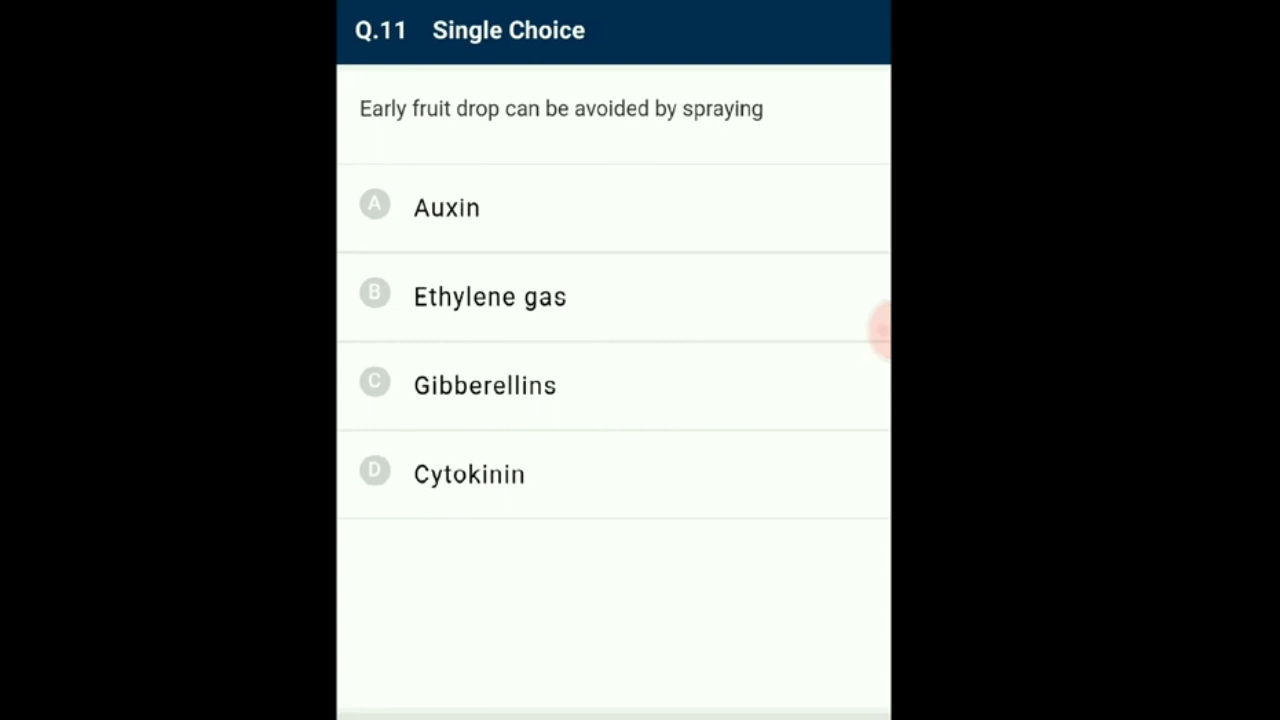 Q.11 Single Choice
Early fruit drop can be avoided by spraying
A Auxin
B Ethylene gas
C Gibberellins
D Cytokinin